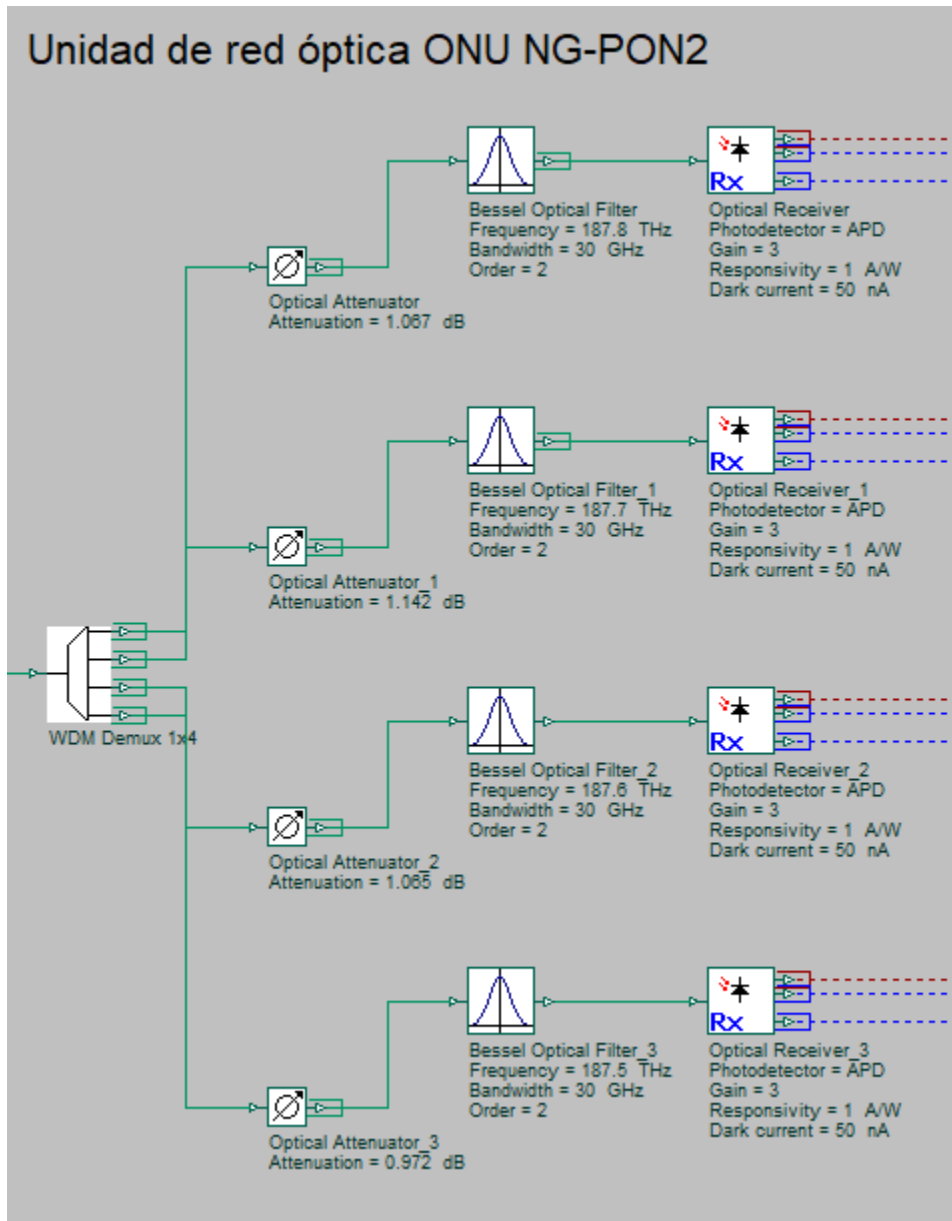 Unidad de red óptica ONU NG-PON2
Rx
Bessel Optical Filter
Frequency = 187.8 THz
Bandwidth = 30 GHz
Order = 2
Optical Receiver
Photodetector = APD
Gain = 3
Responsivity = 1 A/W
Dark current = 50 nA
Optical Attenuator
Attenuation = 1.067 dB
Rx
Bessel Optical Filter_1
Frequency = 187.7 THz
Bandwidth = 30 GHz
Order = 2
Optical Receiver_1
Photodetector = APD
Gain = 3
Responsivity = 1 A/W
Dark current = 50 nA
Optical Attenuator_1
Attenuation = 1.142 dB
WDM Demux 1x4
Rx
Bessel Optical Filter_2
Frequency = 187.6 THz
Bandwidth = 30 GHz
Order = 2
Optical Receiver_2
Photodetector = APD
Gain = 3
Responsivity = 1 A/W
Dark current = 50 nA
Optical Attenuator_2
Attenuation = 1.065 dB
Rx
Bessel Optical Filter_3
Frequency = 187.5 THz
Bandwidth = 30 GHz
Order = 2
Optical Receiver_3
Photodetector = APD
Gain = 3
Responsivity = 1 A/W
Dark current = 50 nA
Optical Attenuator_3
Attenuation = 0.972 dB